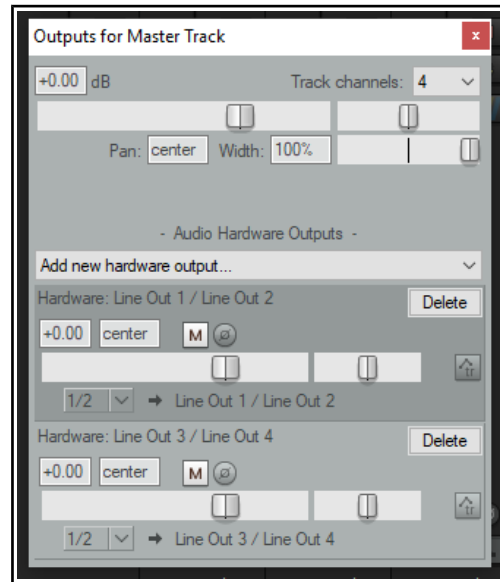 Outputs for Master Track
x
+0.00 dB Track channels: 4
Pan: center Width: 100%
- Audio Hardware Outputs -
Add new hardware output...
Hardware: Line Out 1 / Line Out 2 Delete
+0.00 center M ø
tr
1/2 → Line Out 1 / Line Out 2
Hardware: Line Out 3 / Line Out 4 Delete
+0.00 center M ø
tr
1/2 → Line Out 3 / Line Out 4